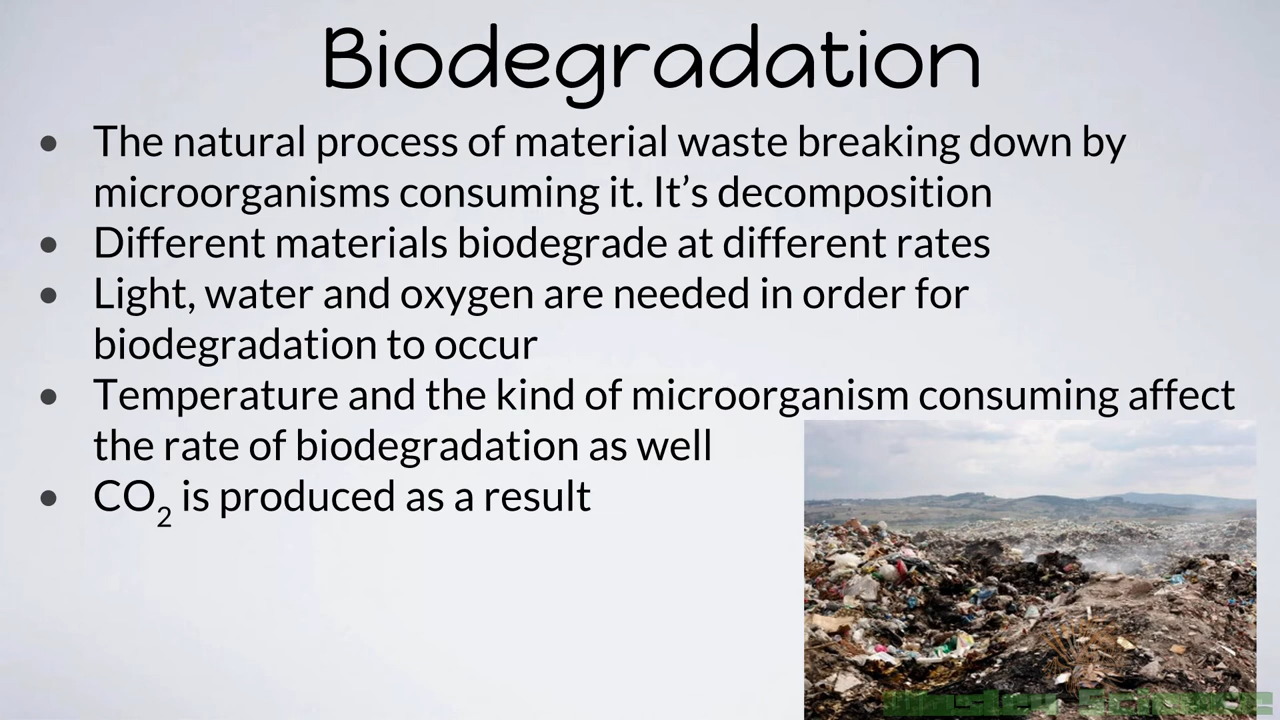 Biodegradation
• The natural process of material waste breaking down by
microorganisms consuming it. It’s decomposition
• Different materials biodegrade at different rates
• Light, water and oxygen are needed in order for
biodegradation to occur
• Temperature and the kind of microorganism consuming affect
the rate of biodegradation as well
• CO₂ is produced as a result
Science